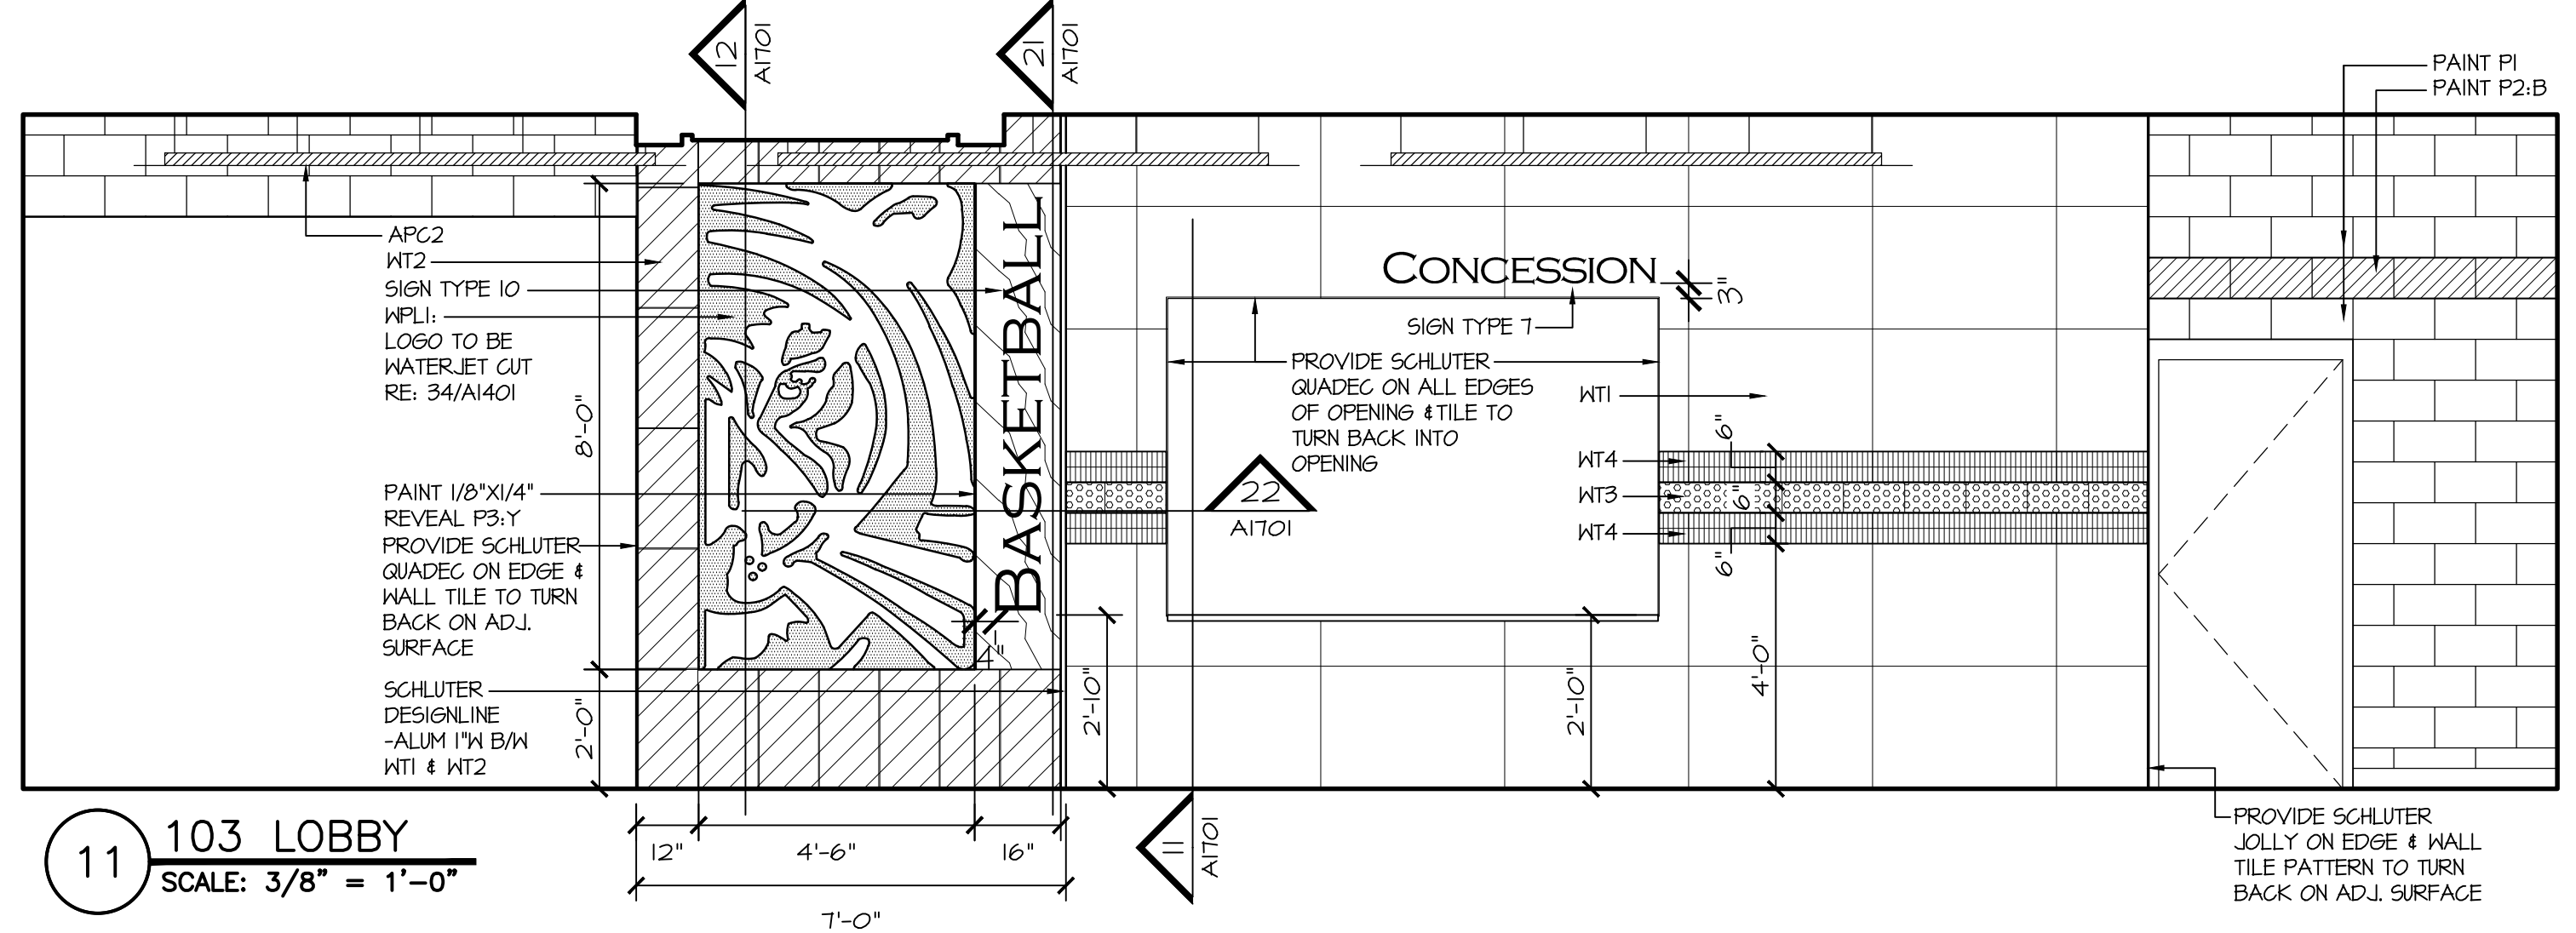 12
A1701
21
A1701
PAINT P1
PAINT P2:B
APC2
WT2
SIGN TYPE 10
WPL1:
LOGO TO BE
WATERJET CUT
RE: 34/A1401
8'-0"
PAINT 1/8"X1/4"
REVEAL P3:Y
PROVIDE SCHLUTER
QUADEC ON EDGE &
WALL TILE TO TURN
BACK ON ADJ.
SURFACE
SCHLUTER
DESIGNLINE
-ALUM 1"W B/W
WT1 & WT2
2'-0"
BASKETBALL
4"
CONCESSION
3"
SIGN TYPE 7
PROVIDE SCHLUTER
QUADEC ON ALL EDGES
OF OPENING & TILE TO
TURN BACK INTO
OPENING
WT1
WT4
WT3
WT4
6"
6"
6"
22
A1701
2'-10"
2'-10"
4'-0"
12"
4'-6"
16"
7'-0"
11
A1701
PROVIDE SCHLUTER
JOLLY ON EDGE & WALL
TILE PATTERN TO TURN
BACK ON ADJ. SURFACE
11
103 LOBBY
SCALE: 3/8" = 1'-0"